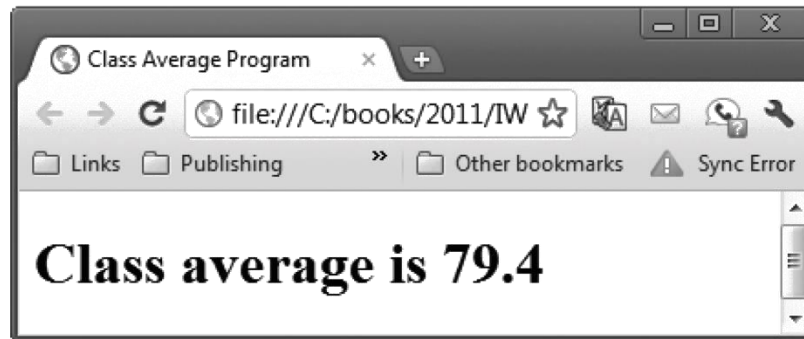 Class Average Program
file:///C:/books/2011/IW
Links Publishing » Other bookmarks Sync Error
Class average is 79.4